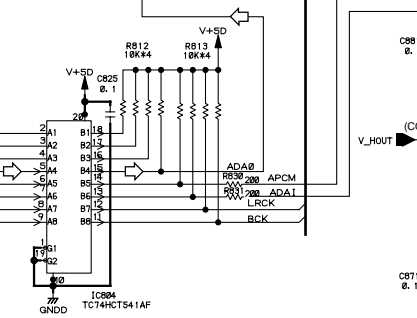 V+5D
R812
10K*4
R813
10K*4
C88
0.
V+5D
C825
0.1
20
2 A1
3 A2
4 A3
5 A4
6 A5
7 A6
8 A7
9 A8
1 G1
19 G2
10
B1 18
B2 17
B3 16
B4 15
B5 14
B6 13
B7 12
B8 11
ADA0
R830 200 APCM
R831 200 ADAI
LRCK
BCK
V_HOUT
(C
GNDD
IC804
TC74HCT541AF
C871
0.1